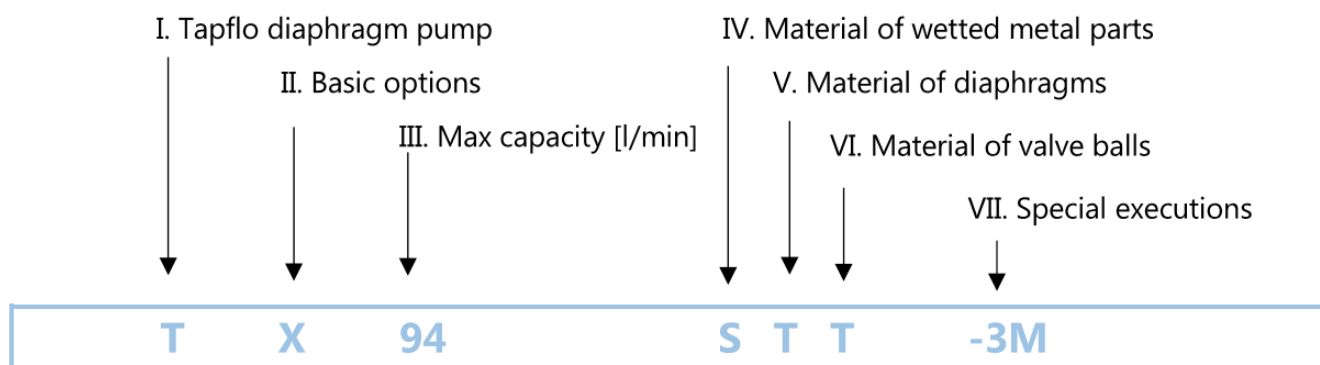 I. Tapflo diaphragm pump
IV. Material of wetted metal parts
II. Basic options
V. Material of diaphragms
III. Max capacity [l/min]
VI. Material of valve balls
VII. Special executions
T X 94 S T T -3M